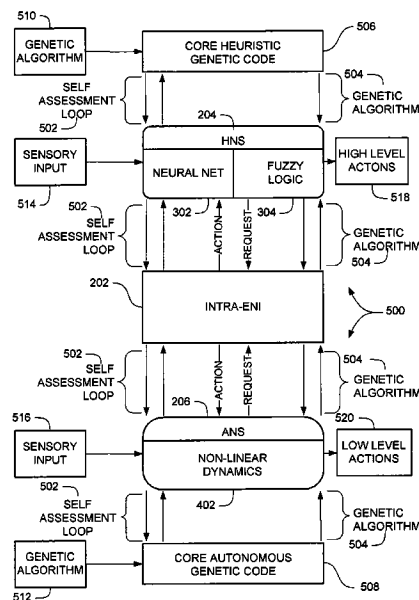 510
GENETIC
ALGORITHM
CORE HEURISTIC
GENETIC CODE
506
SELF
ASSESSMENT
LOOP
502
504
GENETIC
ALGORITHM
204
HNS
SENSORY
INPUT
514
NEURAL NET
FUZZY
LOGIC
HIGH LEVEL
ACTONS
518
302
304
502
SELF
ASSESSMENT
LOOP
ACTION
REQUEST
504
GENETIC
ALGORITHM
202
INTRA-ENI
500
502
SELF
ASSESSMENT
LOOP
ACTION
REQUEST
504
GENETIC
ALGORITHM
206
516
SENSORY
INPUT
ANS
NON-LINEAR
DYNAMICS
520
LOW LEVEL
ACTIONS
402
502
SELF
ASSESSMENT
LOOP
GENETIC
ALGORITHM
504
GENETIC
ALGORITHM
512
CORE AUTONOMOUS
GENETIC CODE
508